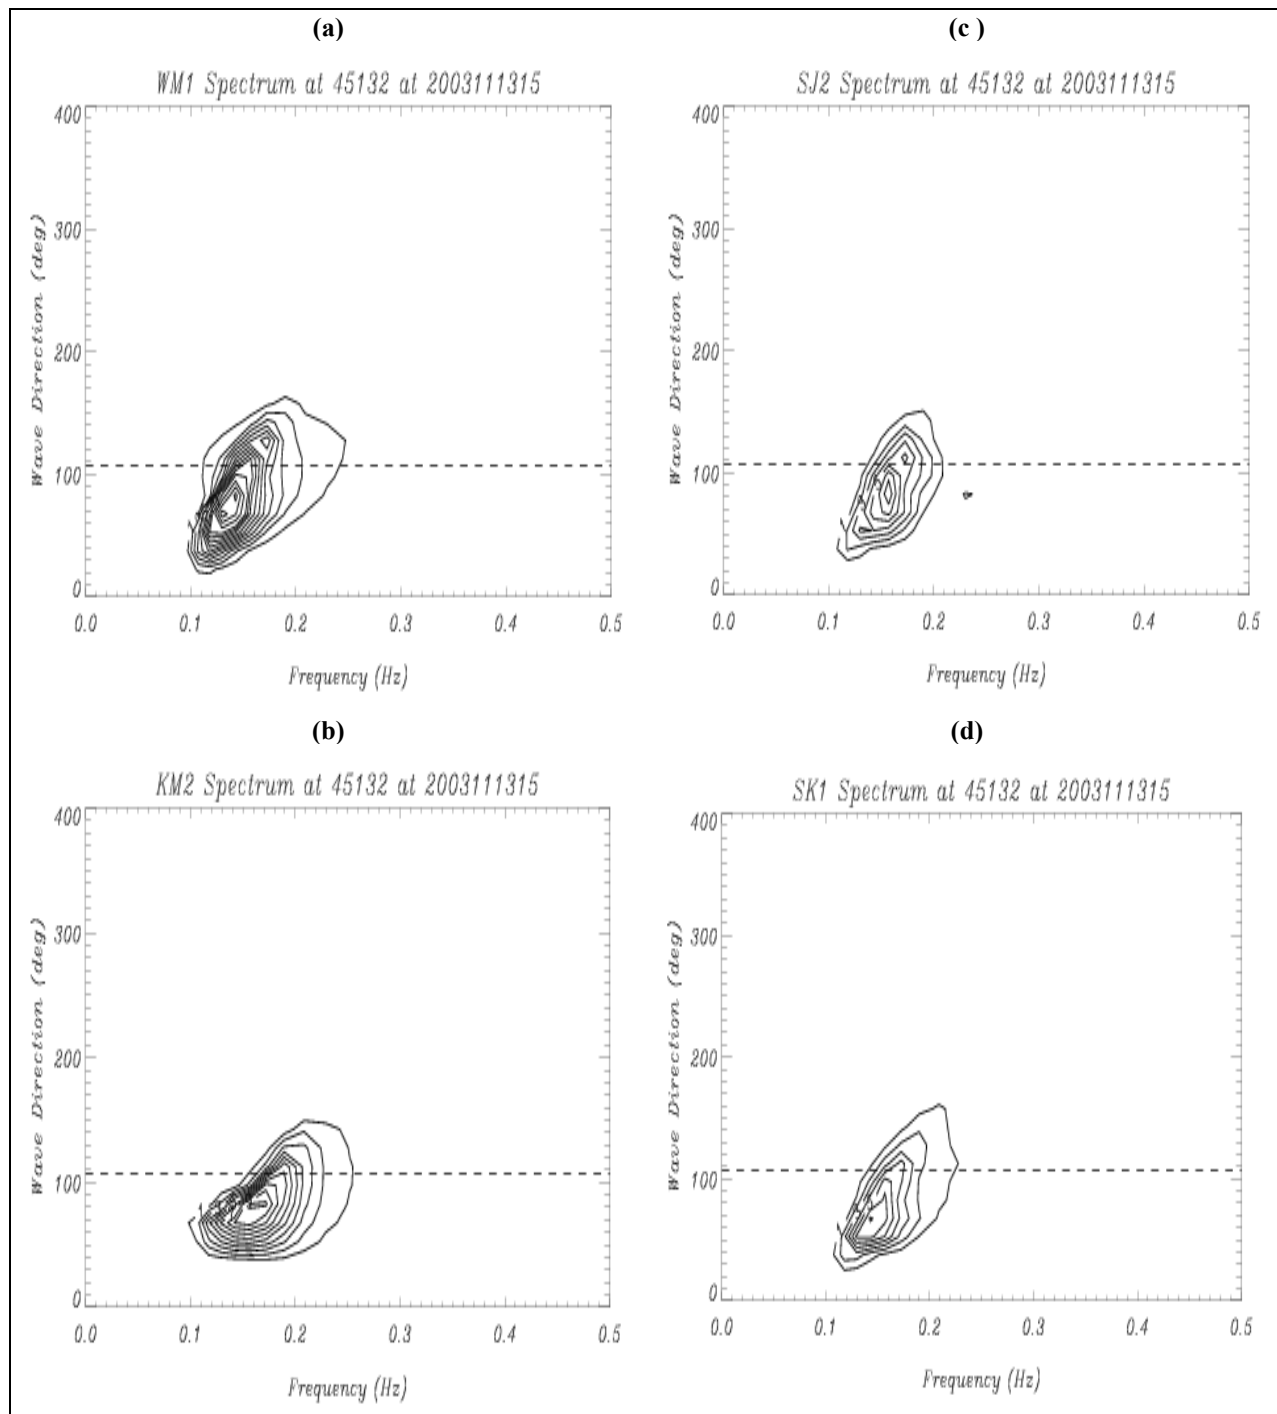 (a)
WM1 Spectrum at 45132 at 2003111315
400
300
200
100
0
Wave Direction (deg)
0.0 0.1 0.2 0.3 0.4 0.5
Frequency (Hz)
(c )
SJ2 Spectrum at 45132 at 2003111315
400
300
200
100
0
Wave Direction (deg)
0.0 0.1 0.2 0.3 0.4 0.5
Frequency (Hz)
(b)
KM2 Spectrum at 45132 at 2003111315
400
300
200
100
0
Wave Direction (deg)
0.0 0.1 0.2 0.3 0.4 0.5
Frequency (Hz)
(d)
SK1 Spectrum at 45132 at 2003111315
400
300
200
100
0
Wave Direction (deg)
0.0 0.1 0.2 0.3 0.4 0.5
Frequency (Hz)